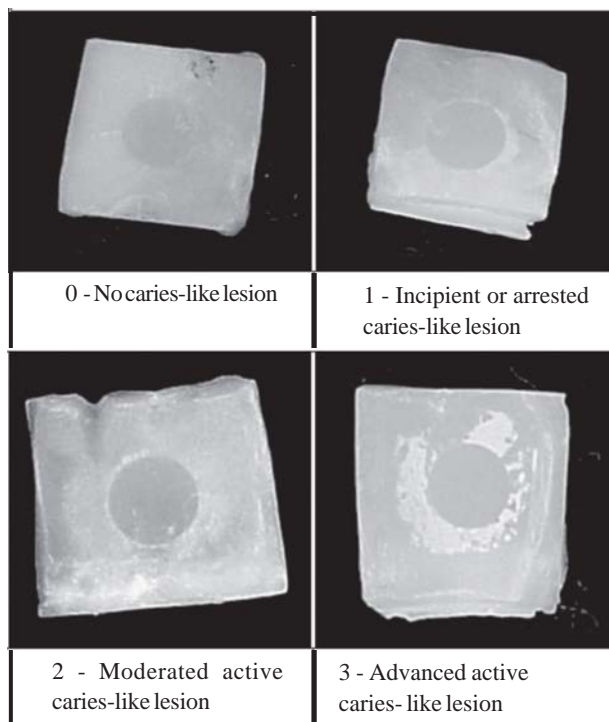 0 - No caries-like lesion
1 - Incipient or arrested
caries-like lesion
2 - Moderated active
caries-like lesion
3 - Advanced active
caries- like lesion